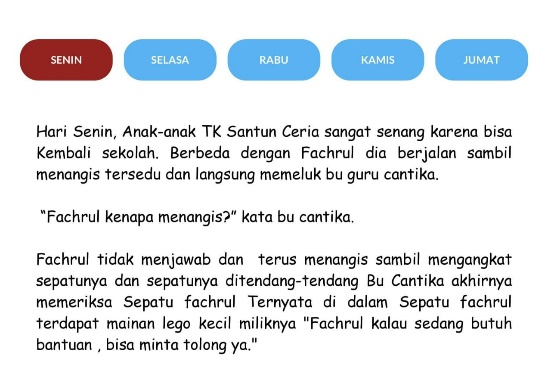 SENIN SELASA RABU KAMIS JUMAT
Hari Senin, Anak-anak TK Santun Ceria sangat senang karena bisa
Kembali sekolah. Berbeda dengan Fachrul dia berjalan sambil
menangis tersedu dan langsung memeluk bu guru cantika.
“Fachrul kenapa menangis?” kata bu cantika.
Fachrul tidak menjawab dan terus menangis sambil mengangkat
sepatunya dan sepatunya ditendang-tendang Bu Cantika akhirnya
memeriksa Sepatu fachrul Ternyata di dalam Sepatu fachrul
terdapat mainan lego kecil miliknya "Fachrul kalau sedang butuh
bantuan , bisa minta tolong ya."